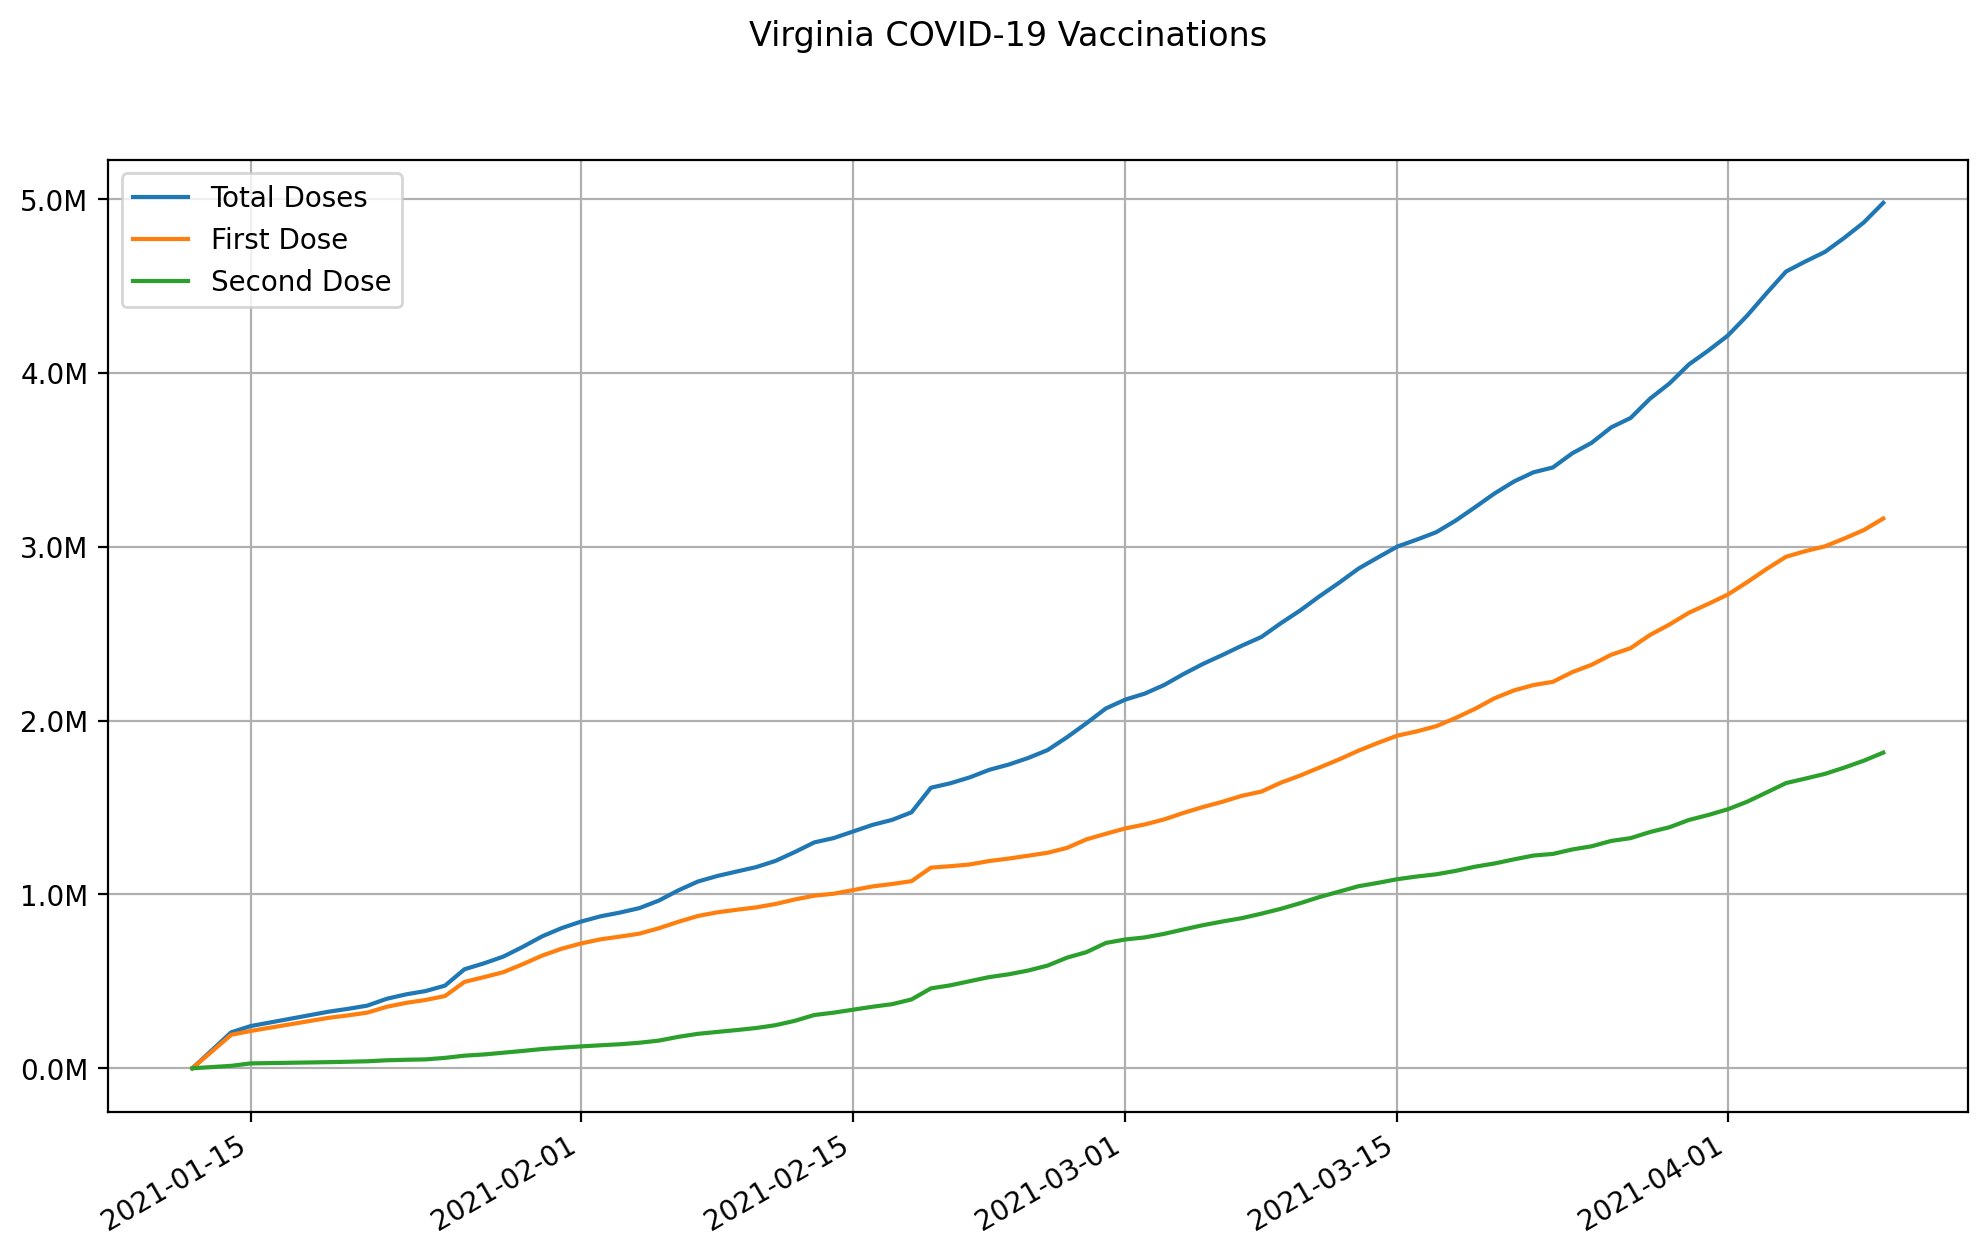 Virginia COVID-19 Vaccinations
Total Doses
First Dose
Second Dose
5.0M
4.0M
3.0M
2.0M
1.0M
0.0M
2021-01-15
2021-02-01
2021-02-15
2021-03-01
2021-03-15
2021-04-01